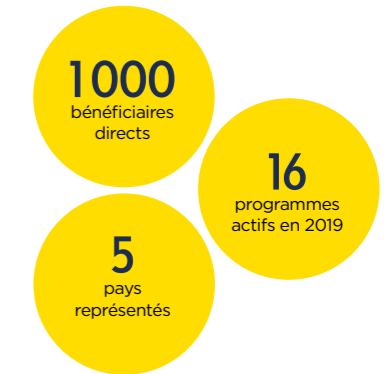 1000
bénéficiaires
directs
16
programmes
actifs en 2019
5
pays
représentés